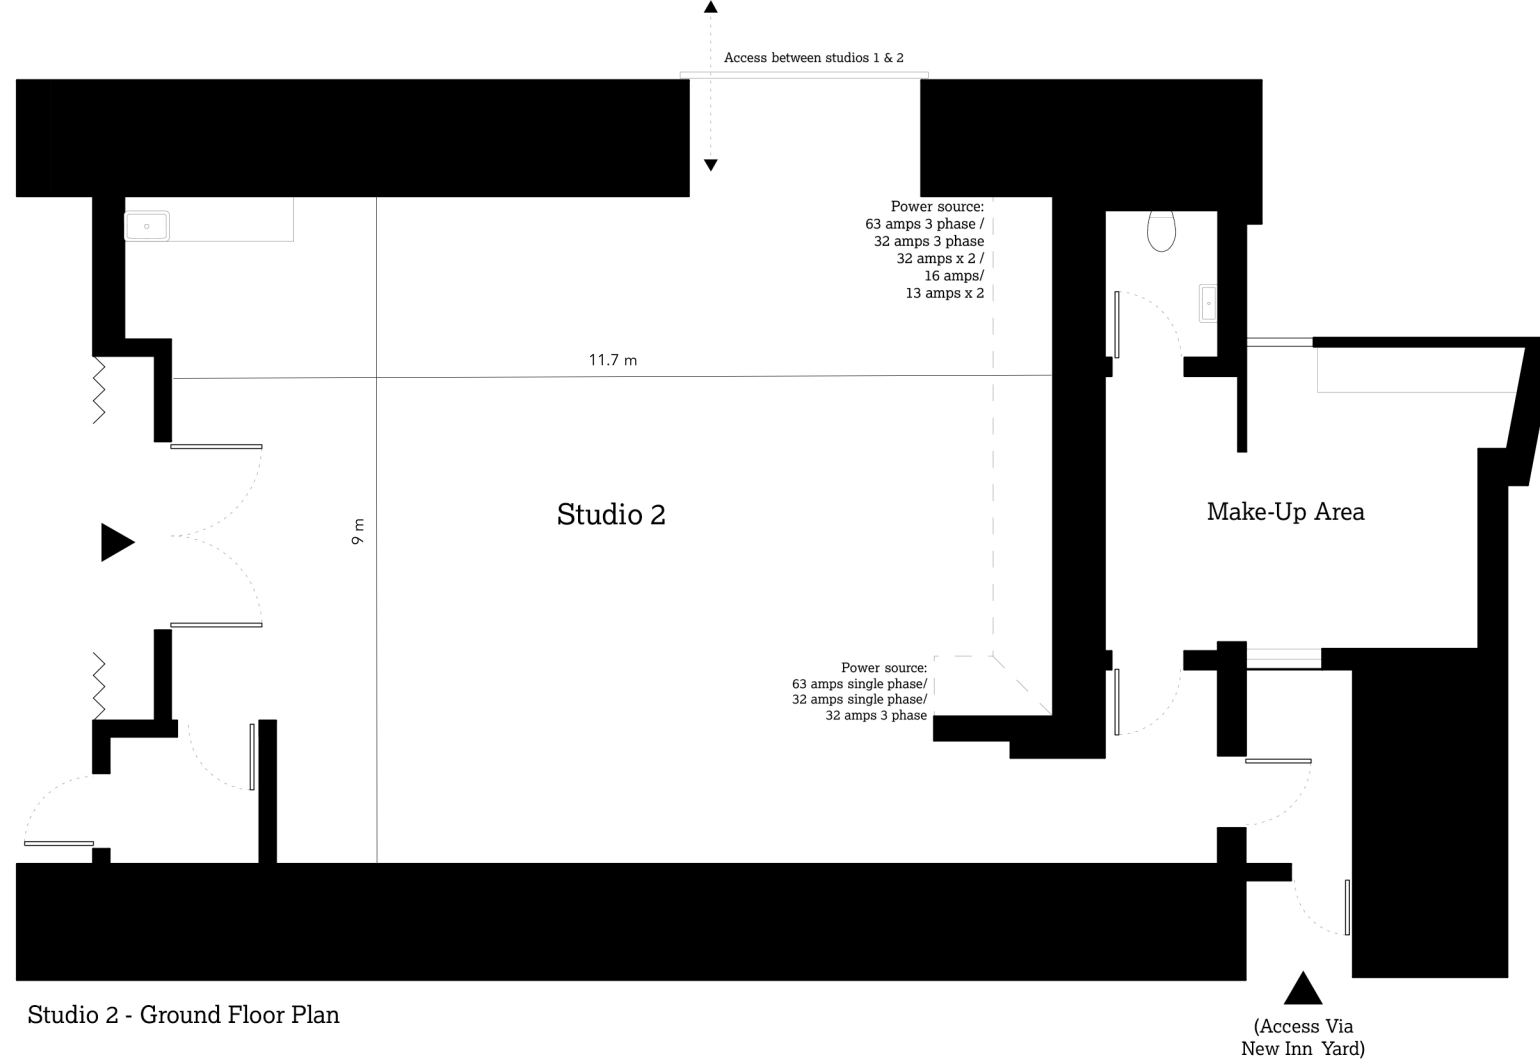 Access between studios 1 & 2
Power source:
63 amps 3 phase /
32 amps 3 phase
32 amps x 2 /
16 amps/
13 amps x 2
11.7 m
9 m
Studio 2
Make-Up Area
Power source:
63 amps single phase/
32 amps single phase/
32 amps 3 phase
Studio 2 - Ground Floor Plan
(Access Via
New Inn Yard)